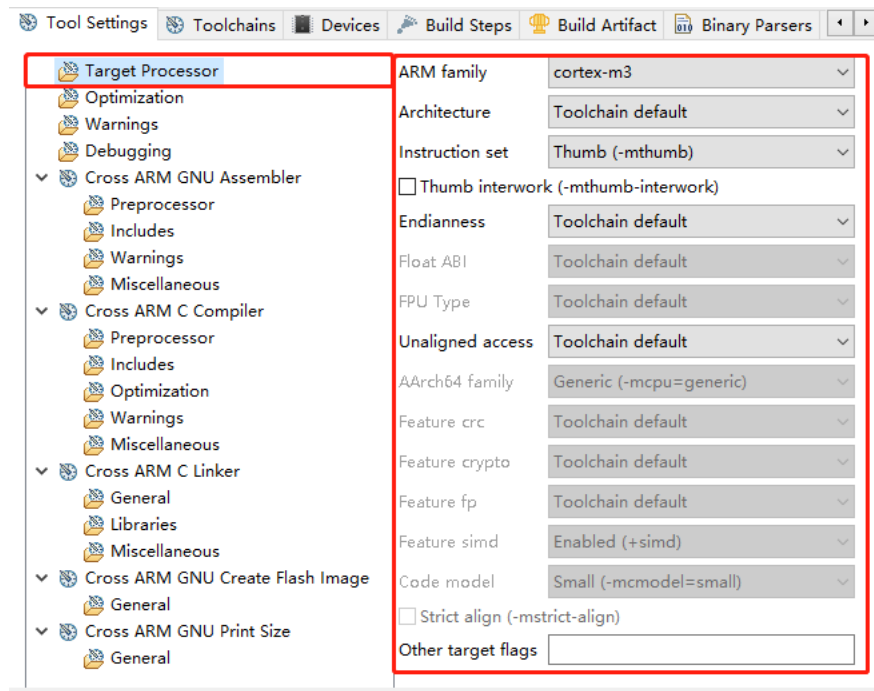 Tool Settings Toolchains Devices Build Steps Build Artifact Binary Parsers
Target Processor
Optimization
Warnings
Debugging
Cross ARM GNU Assembler
Preprocessor
Includes
Warnings
Miscellaneous
Cross ARM C Compiler
Preprocessor
Includes
Optimization
Warnings
Miscellaneous
Cross ARM C Linker
General
Libraries
Miscellaneous
Cross ARM GNU Create Flash Image
General
Cross ARM GNU Print Size
General
ARM family cortex-m3
Architecture Toolchain default
Instruction set Thumb (-mthumb)
Thumb interwork (-mthumb-interwork)
Endianness Toolchain default
Float ABI Toolchain default
FPU Type Toolchain default
Unaligned access Toolchain default
AArch64 family Generic (-mcpu=generic)
Feature crc Toolchain default
Feature crypto Toolchain default
Feature fp Toolchain default
Feature simd Enabled (+simd)
Code model Small (-mcmodel=small)
Strict align (-mstrict-align)
Other target flags